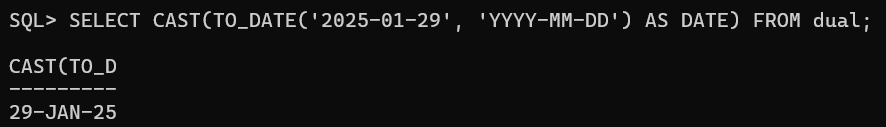 SQL> SELECT CAST(TO_DATE('2025-01-29', 'YYYY-MM-DD') AS DATE) FROM dual;
CAST(TO_D
---------
29-JAN-25